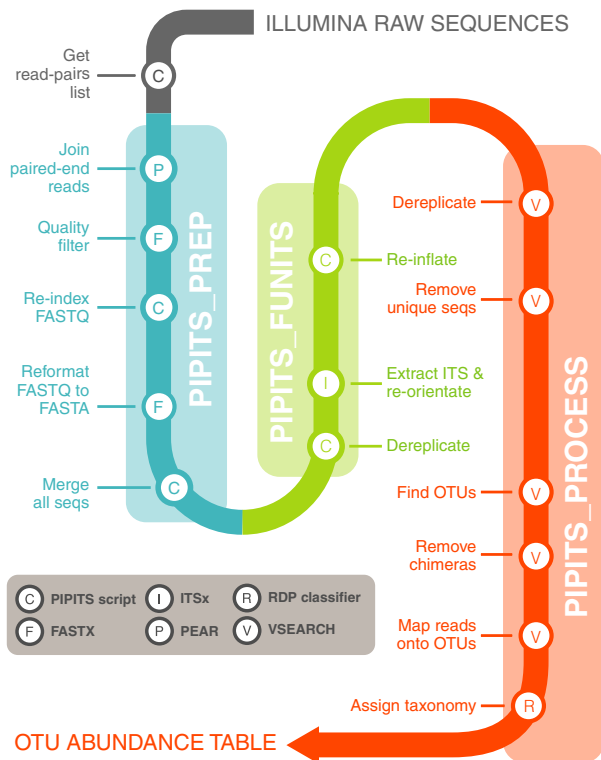 ILLUMINA RAW SEQUENCES
Get
read-pairs
list
C
PIPITS_PREP
Join
paired-end
reads
P
Quality
filter
F
Re-index
FASTQ
C
Reformat
FASTQ to
FASTA
F
Merge
all seqs
C
PIPITS_FUNITS
Re-inflate
C
Extract ITS &
re-orientate
I
Dereplicate
C
PIPITS_PROCESS
Dereplicate
V
Remove
unique seqs
V
Find OTUs
V
Remove
chimeras
V
Map reads
onto OTUs
V
Assign taxonomy
R
C PIPITS script
I ITSx
R RDP classifier
F FASTX
P PEAR
V VSEARCH
OTU ABUNDANCE TABLE